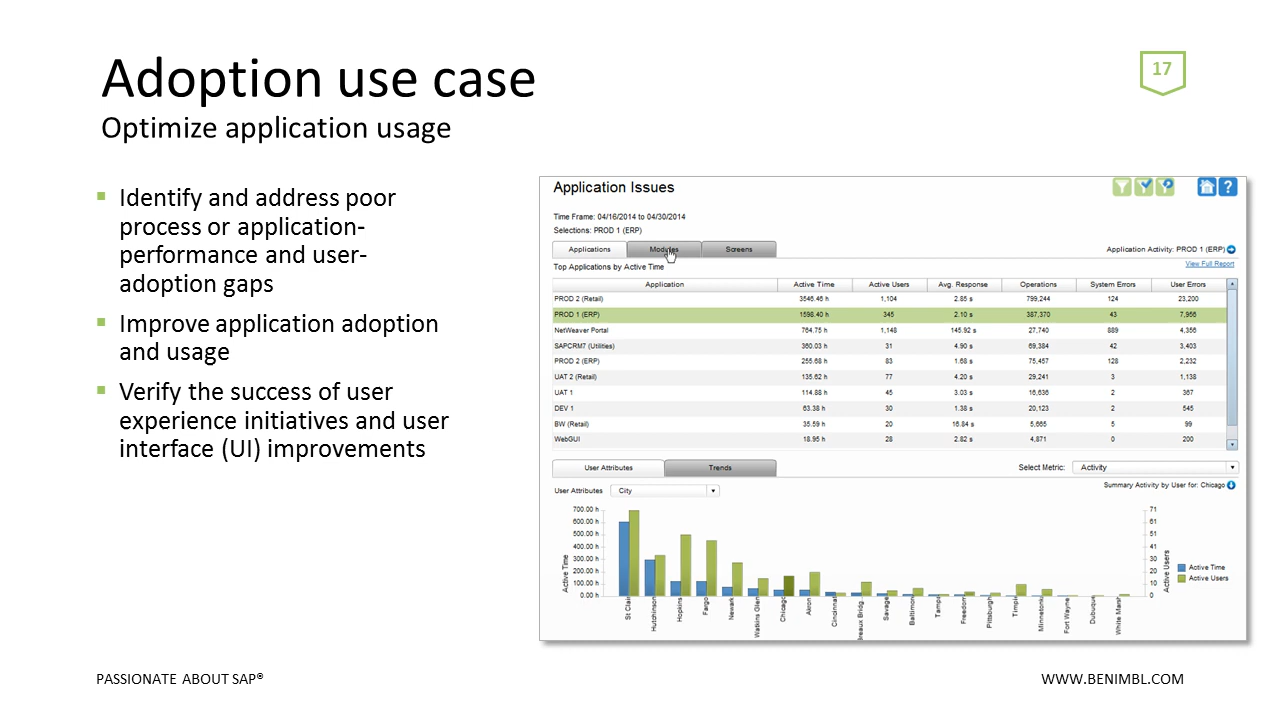 Adoption use case
17
Optimize application usage
Identify and address poor
process or application-
performance and user-
adoption gaps
Improve application adoption
and usage
Verify the success of user
experience initiatives and user
interface (UI) improvements
Application Issues
Time Frame: 04/16/2014 to 04/30/2014
Selections: PROD 1 (ERP)
Applications Modules Screens
Application Activity: PROD 1 (ERP)
Top Applications by Active Time
View Full Report
Application Active Time Active Users Avg. Response Operations System Errors User Errors
PROD 2 (Retail) 3546.46 h 1,104 2.85 s 799,244 124 23,200
PROD 1 (ERP) 1598.40 h 345 2.10 s 387,370 43 7,956
NetWeaver Portal 764.75 h 1,148 145.92 s 27,740 889 4,356
SAPCRM7 (Utilities) 360.03 h 31 4.90 s 69,384 42 3,403
PROD 2 (ERP) 255.68 h 83 1.68 s 75,457 128 2,232
UAT 2 (Retail) 135.62 h 77 4.20 s 29,241 3 1,138
UAT 1 114.88 h 45 3.03 s 16,636 2 367
DEV 1 63.38 h 30 1.38 s 20,123 2 545
BW (Retail) 35.59 h 20 16.84 s 5,665 5 99
WebGUI 18.95 h 28 2.82 s 4,871 0 200
User Attributes Trends
Select Metric: Activity
User Attributes City
Summary Activity by User for: Chicago
700.00 h
600.00 h
500.00 h
400.00 h
300.00 h
200.00 h
100.00 h
0.00 h
Active Time
71
61
51
41
30
20
10
0
Active Users
Active Time
Active Users
St Clair
Hutchinson
Hopkins
Fargo
Newark
Watkins Glen
Chicago
Akron
Cincinnat
Breaux Bridg
Savage
Baltimor
Tampa
Freedom
Pittsburgh
Timple
Minnetonk
Fort Wayne
Dubuque
White Marsh
PASSIONATE ABOUT SAP®
WWW.BENIMBL.COM